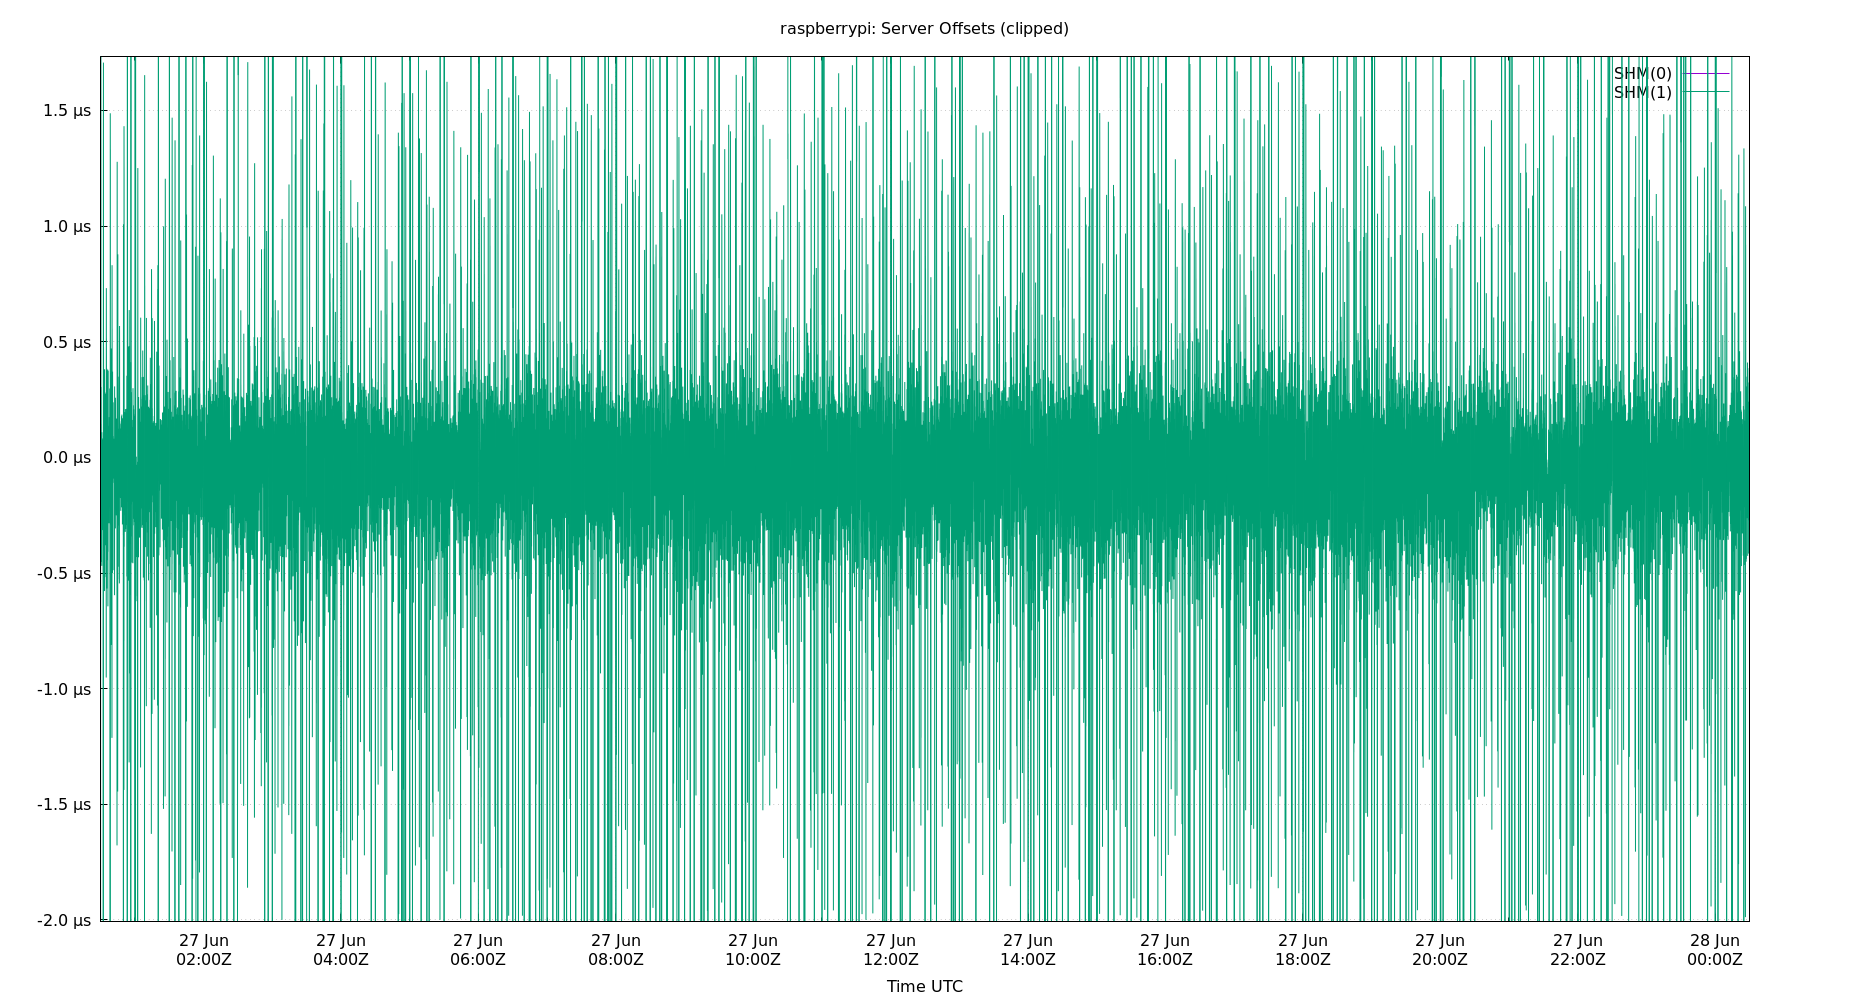 raspberrypi: Server Offsets (clipped)
SHM(0)
SHM(1)
1.5 µs
1.0 µs
0.5 µs
0.0 µs
-0.5 µs
-1.0 µs
-1.5 µs
-2.0 µs
27 Jun 27 Jun 27 Jun 27 Jun 27 Jun 27 Jun 27 Jun 27 Jun 27 Jun 27 Jun 27 Jun 28 Jun
02:00Z 04:00Z 06:00Z 08:00Z 10:00Z 12:00Z 14:00Z 16:00Z 18:00Z 20:00Z 22:00Z 00:00Z
Time UTC